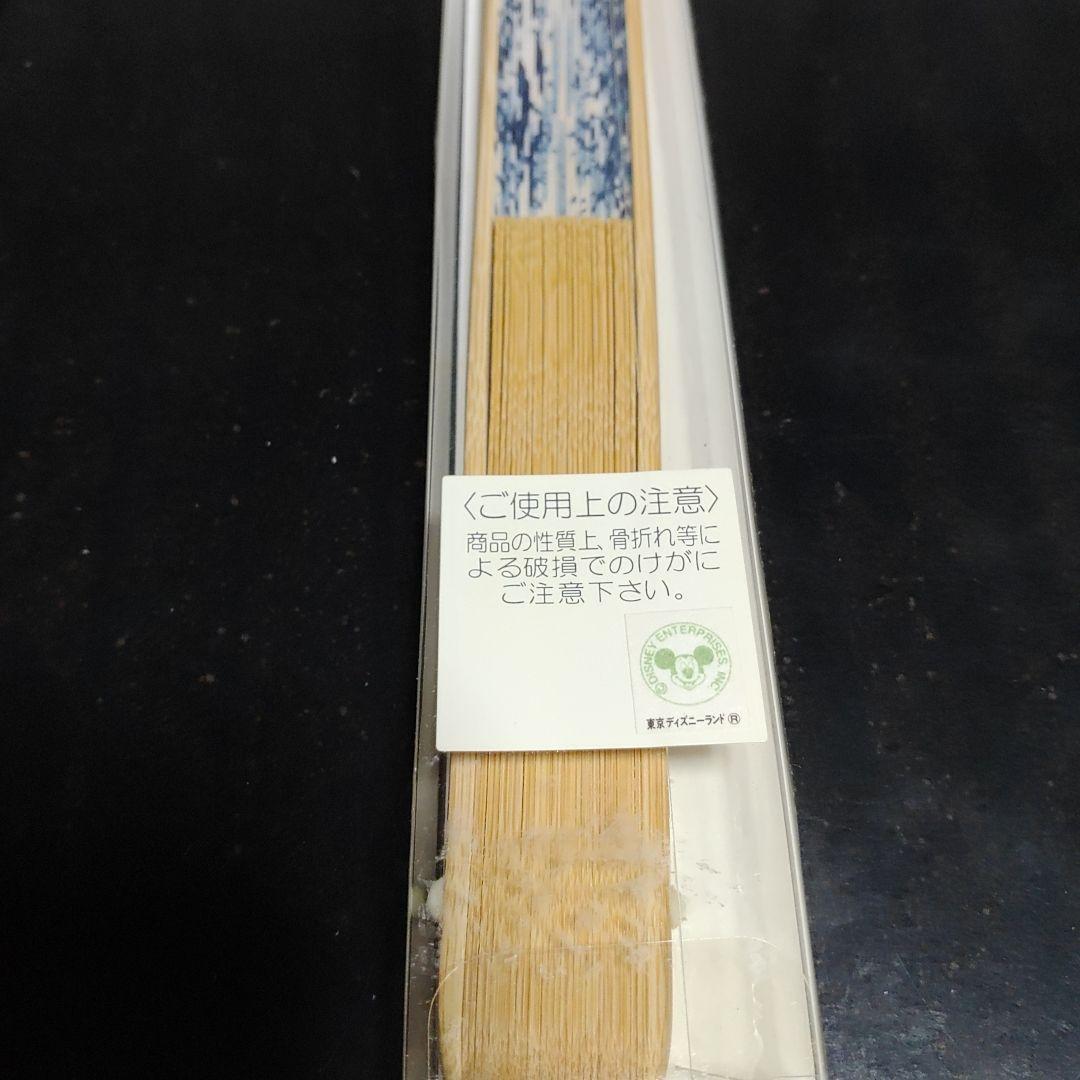 〈ご使用上の注意〉
商品の性質上、骨折れ等に
よる破損でのけがに
ご注意下さい。
© DISNEY ENTERPRISES, INC
東京ディズニーランド ®